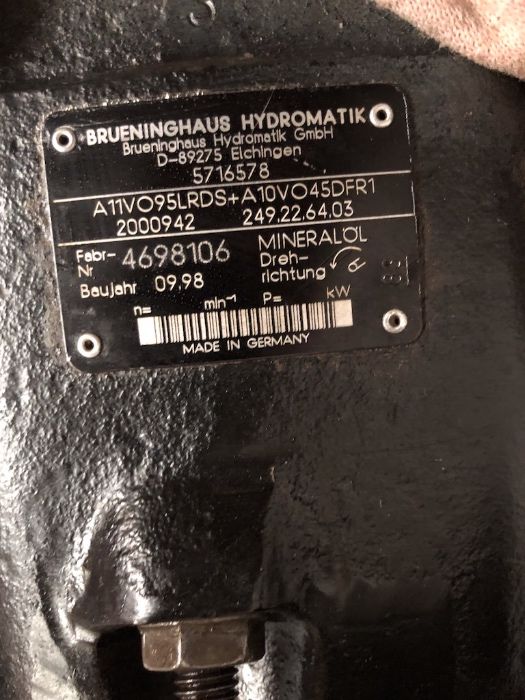 BRUENINGHAUS HYDROMATIK
Brueninghaus Hydromatik GmbH
D-89275 Elchingen
5716578
A11VO95LRDS+A10VO45DFR1
2000942 249.22.64.03
Fabr-Nr 4698106 MINERALÖL
Baujahr 09.98 Dreh-richtung
n= min⁻¹ P= kW
MADE IN GERMANY